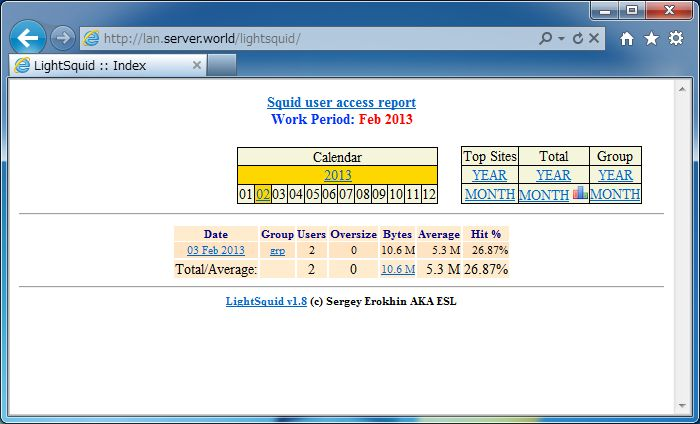 http://lan.server.world/lightsquid/
LightSquid :: Index
Squid user access report
Work Period: Feb 2013
Calendar
2013
01 02 03 04 05 06 07 08 09 10 11 12
Top Sites Total Group
YEAR YEAR YEAR
MONTH MONTH MONTH
Date Group Users Oversize Bytes Average Hit %
03 Feb 2013 grp 2 0 10.6 M 5.3 M 26.87%
Total/Average: 2 0 10.6 M 5.3 M 26.87%
LightSquid v1.8 (c) Sergey Erokhin AKA ESL